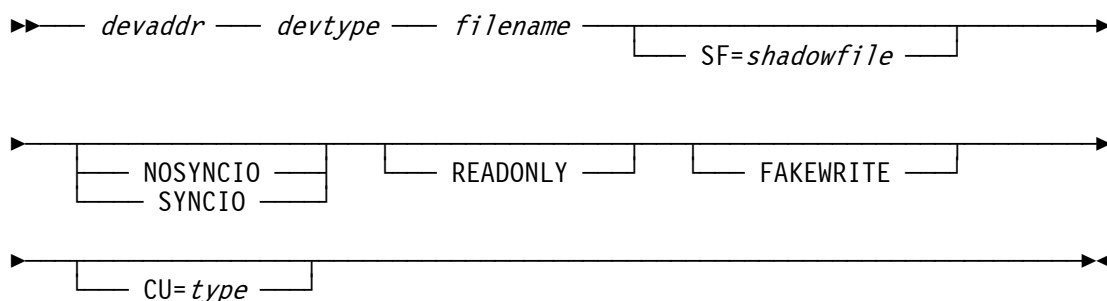 devaddr devtype filename
SF=shadowfile
NOSYNCIO READONLY FAKEWRITE
SYNCIO
CU=type